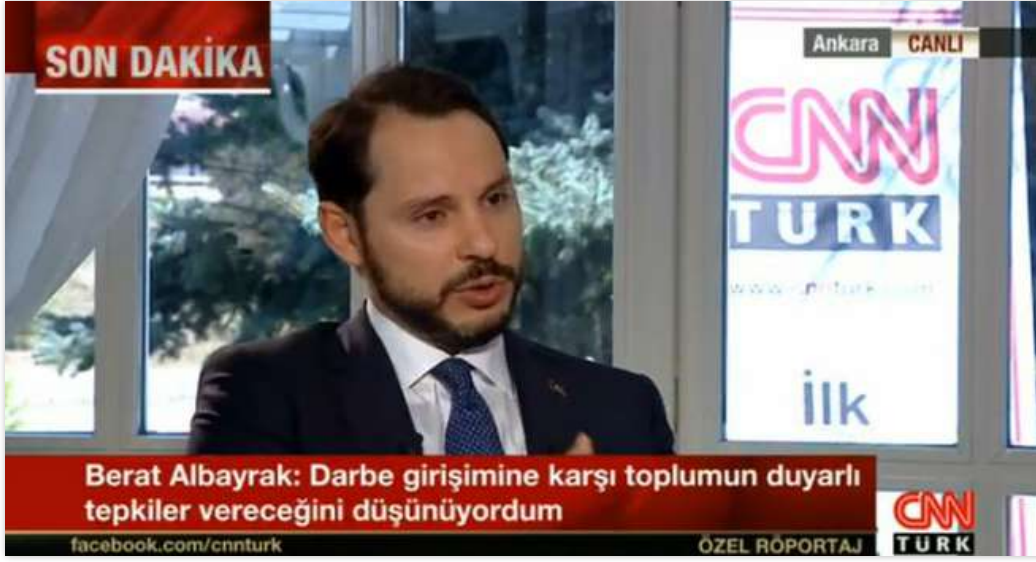 SON DAKİKA
Ankara CANLI
CNN
TÜRK
İlk
Berat Albayrak: Darbe girişimine karşı toplumun duyarlı
tepkiler vereceğini düşünüyordum
facebook.com/cnnturk
ÖZEL RÖPORTAJ
CNN
TÜRK